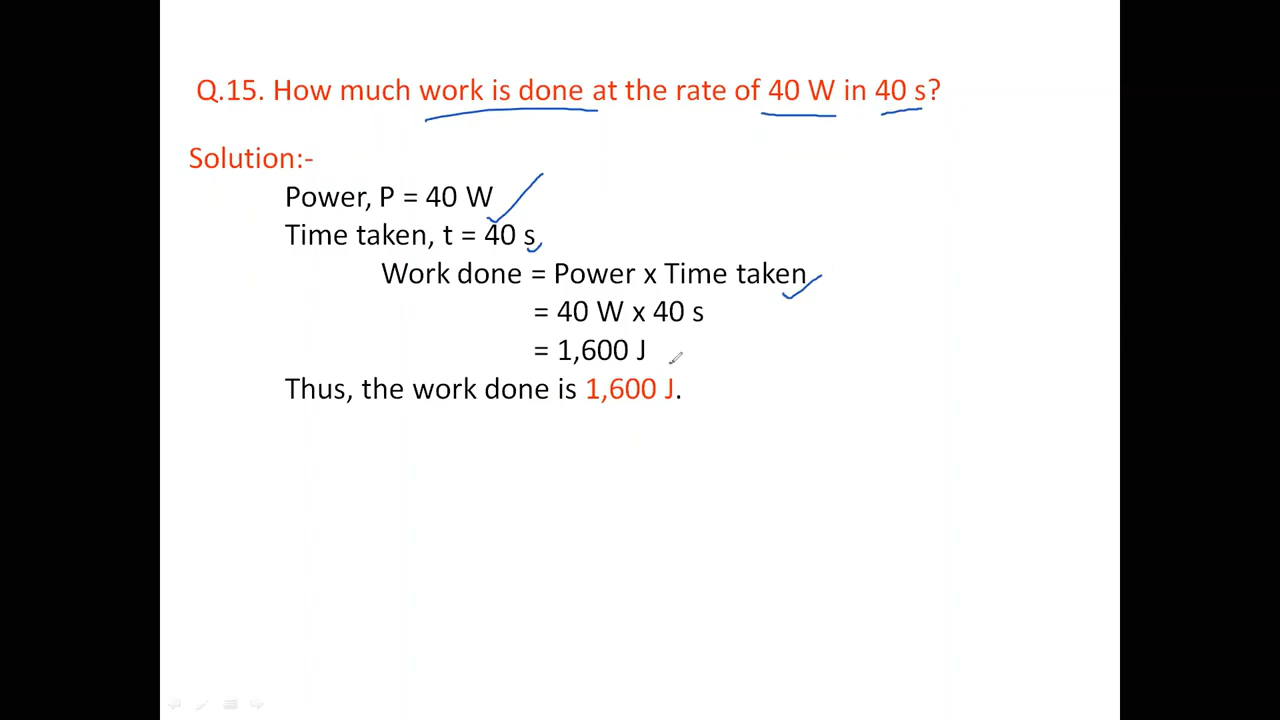 Q.15. How much work is done at the rate of 40 W in 40 s?
Solution:-
Power, P = 40 W
Time taken, t = 40 s
Work done = Power x Time taken
= 40 W x 40 s
= 1,600 J
Thus, the work done is 1,600 J.